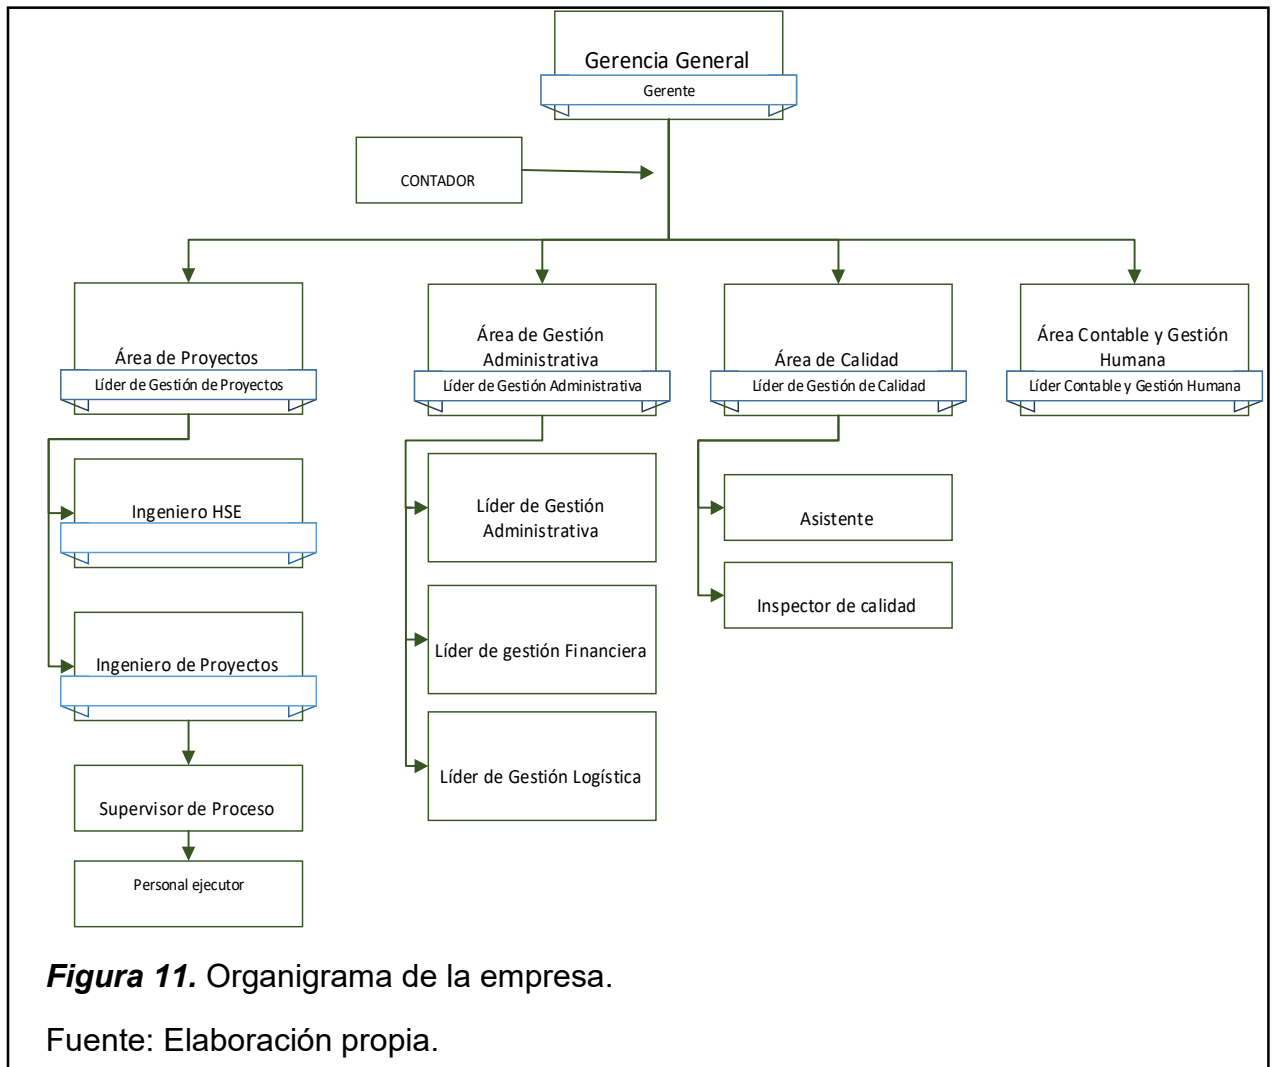 Gerencia General
Gerente
CONTADOR
Área de Proyectos
Líder de Gestión de Proyectos
Área de Gestión
Administrativa
Líder de Gestión Administrativa
Área de Calidad
Líder de Gestión de Calidad
Área Contable y Gestión
Humana
Líder Contable y Gestión Humana
Ingeniero HSE
Ingeniero de Proyectos
Supervisor de Proceso
Personal ejecutor
Líder de Gestión
Administrativa
Líder de gestión Financiera
Líder de Gestión Logística
Asistente
Inspector de calidad
Figura 11. Organigrama de la empresa.
Fuente: Elaboración propia.